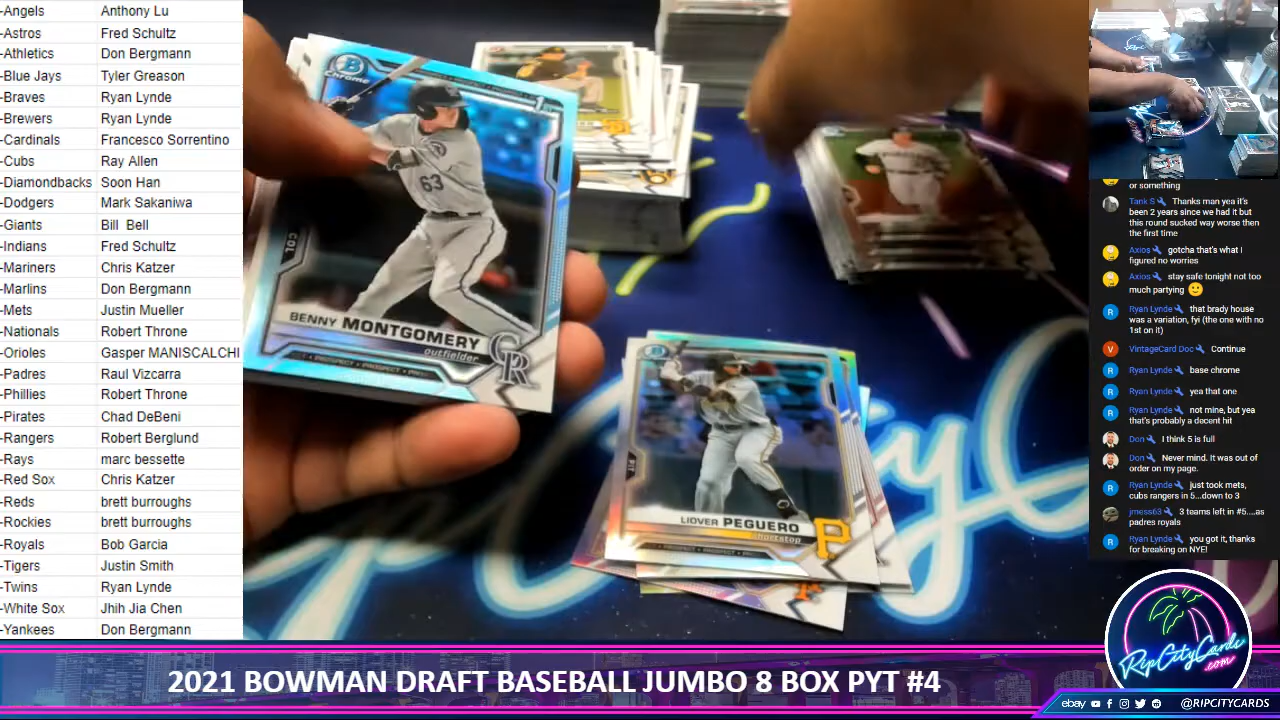 -Angels Anthony Lu
-Astros Fred Schultz
-Athletics Don Bergmann
-Blue Jays Tyler Greason
-Braves Ryan Lynde
-Brewers Ryan Lynde
-Cardinals Francesco Sorrentino
-Cubs Ray Allen
-Diamondbacks Soon Han
-Dodgers Mark Sakaniwa
-Giants Bill Bell
-Indians Fred Schultz
-Mariners Chris Katzer
-Marlins Don Bergmann
-Mets Justin Mueller
-Nationals Robert Throne
-Orioles Gasper MANISCALCHI
-Padres Raul Vizcarra
-Phillies Robert Throne
-Pirates Chad DeBeni
-Rangers Robert Berglund
-Rays marc bessette
-Red Sox Chris Katzer
-Reds brett burroughs
-Rockies brett burroughs
-Royals Bob Garcia
-Tigers Justin Smith
-Twins Ryan Lynde
-White Sox Jhih Jia Chen
-Yankees Don Bergmann
B
Chrome
1
63
COL
BENNY MONTGOMERY
outfielder
CR
PROSPECT
PIT
LIOVER PEGUERO
shortstop
P
or something
Tank S Thanks man yea it's
been 2 years since we had it but
this round sucked way worse then
the first time
Axios gotcha that's what I
figured no worries
Axios stay safe tonight not too
much partying
R Ryan Lynde that brady house
was a variation, fyi (the one with no
1st on it)
V VintageCard Doc Continue
R Ryan Lynde base chrome
R Ryan Lynde yea that one
R Ryan Lynde not mine, but yea
that's probably a decent hit
Don I think 5 is full
Don Never mind. It was out of
order on my page.
R Ryan Lynde just took mets,
cubs rangers in 5...down to 3
jmess63 3 teams left in #5....as
padres royals
R Ryan Lynde you got it, thanks
for breaking on NYE!
RipCityCards
.com
2021 BOWMAN DRAFT BASEBALL JUMBO 8 BOX PYT #4
ebay @RIPCITYCARDS